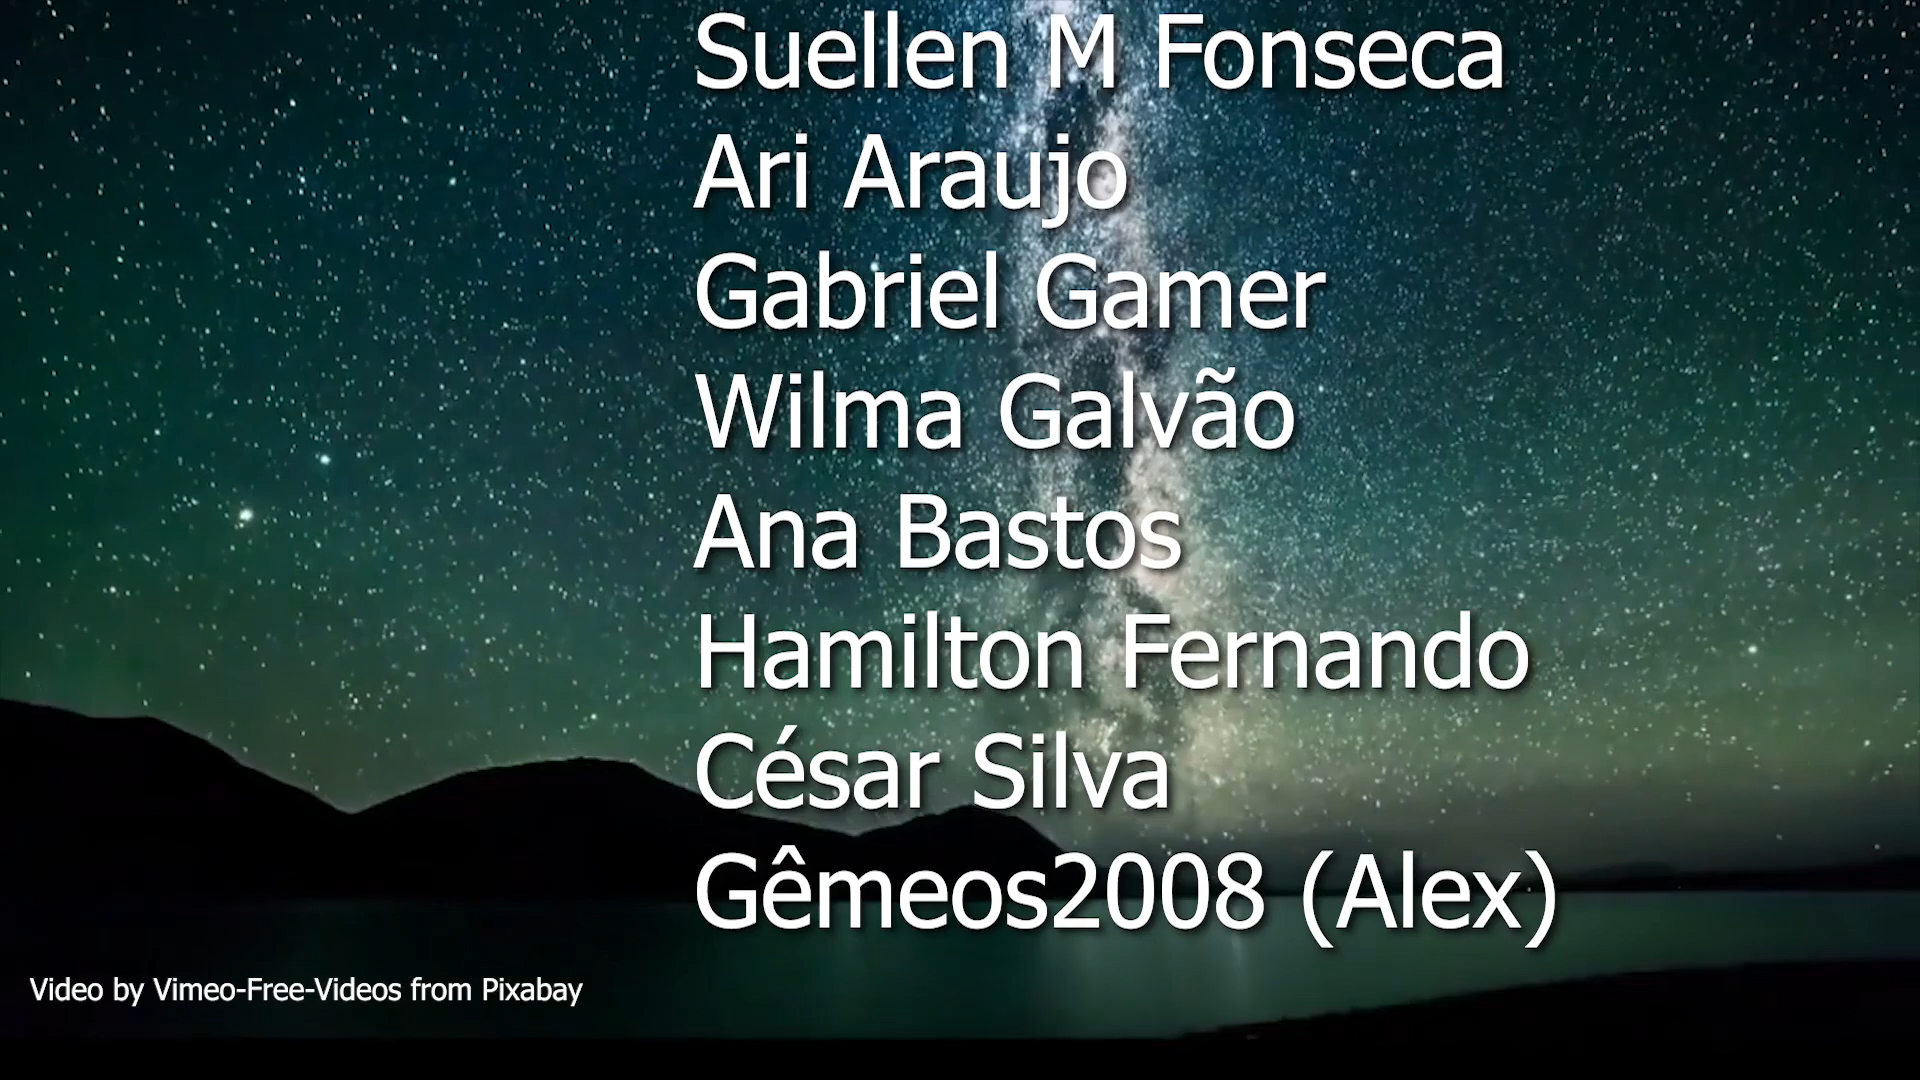 Suellen M Fonseca
Ari Araujo
Gabriel Gamer
Wilma Galvão
Ana Bastos
Hamilton Fernando
César Silva
Gêmeos2008 (Alex)
Video by Vimeo-Free-Videos from Pixabay